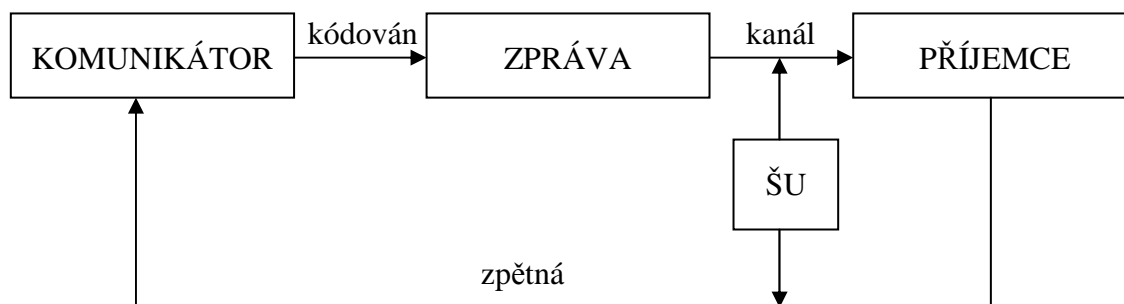 kódován
kanál
KOMUNIKÁTOR
ZPRÁVA
PŘÍJEMCE
ŠU
zpětná